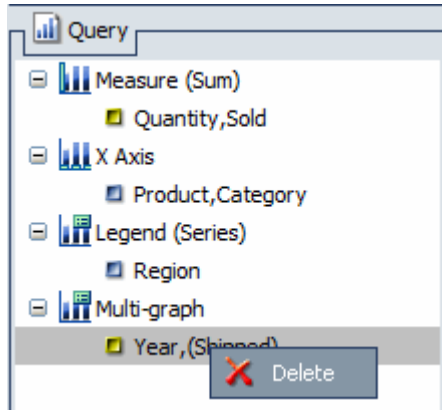 Query
Measure (Sum)
Quantity,Sold
X Axis
Product,Category
Legend (Series)
Region
Multi-graph
Year,(Shipped)
Delete